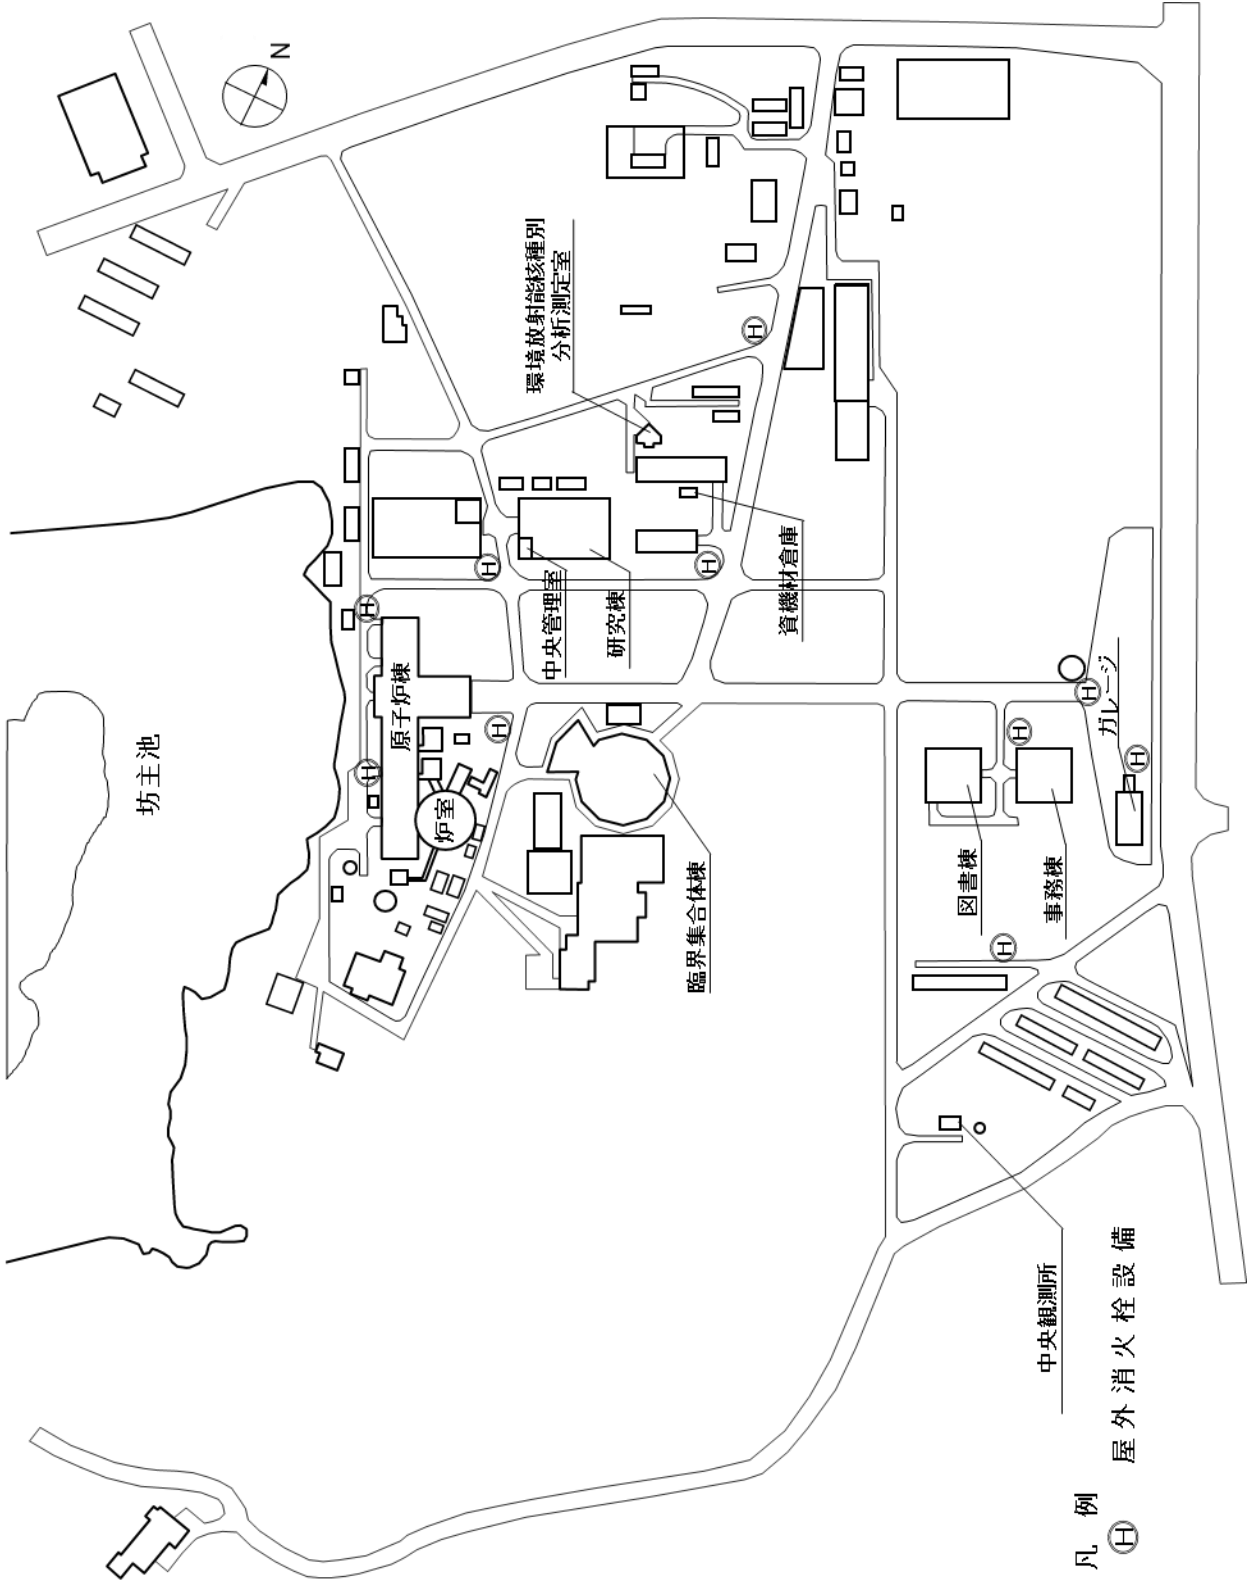 N
坊主池
環境放射能核種別
分析測定室
中央管理室
研究棟
資機材倉庫
原子炉棟
炉室
臨界集合体棟
図書棟
事務棟
ガレージ
中央観測所
凡 例
Ⓗ 屋外消火栓設備
H
H
H
H
H
H
H
H
H
H
H